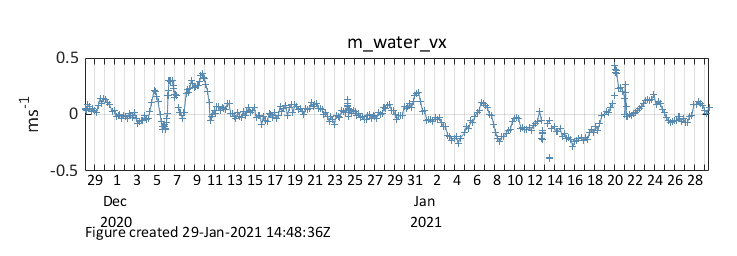 m_water_vx
0.5
0
-0.5
ms-1
29 1 3 5 7 9 11 13 15 17 19 21 23 25 27 29 31 2 4 6 8 10 12 14 16 18 20 22 24 26 28
Dec Jan
2020 2021
Figure created 29-Jan-2021 14:48:36Z